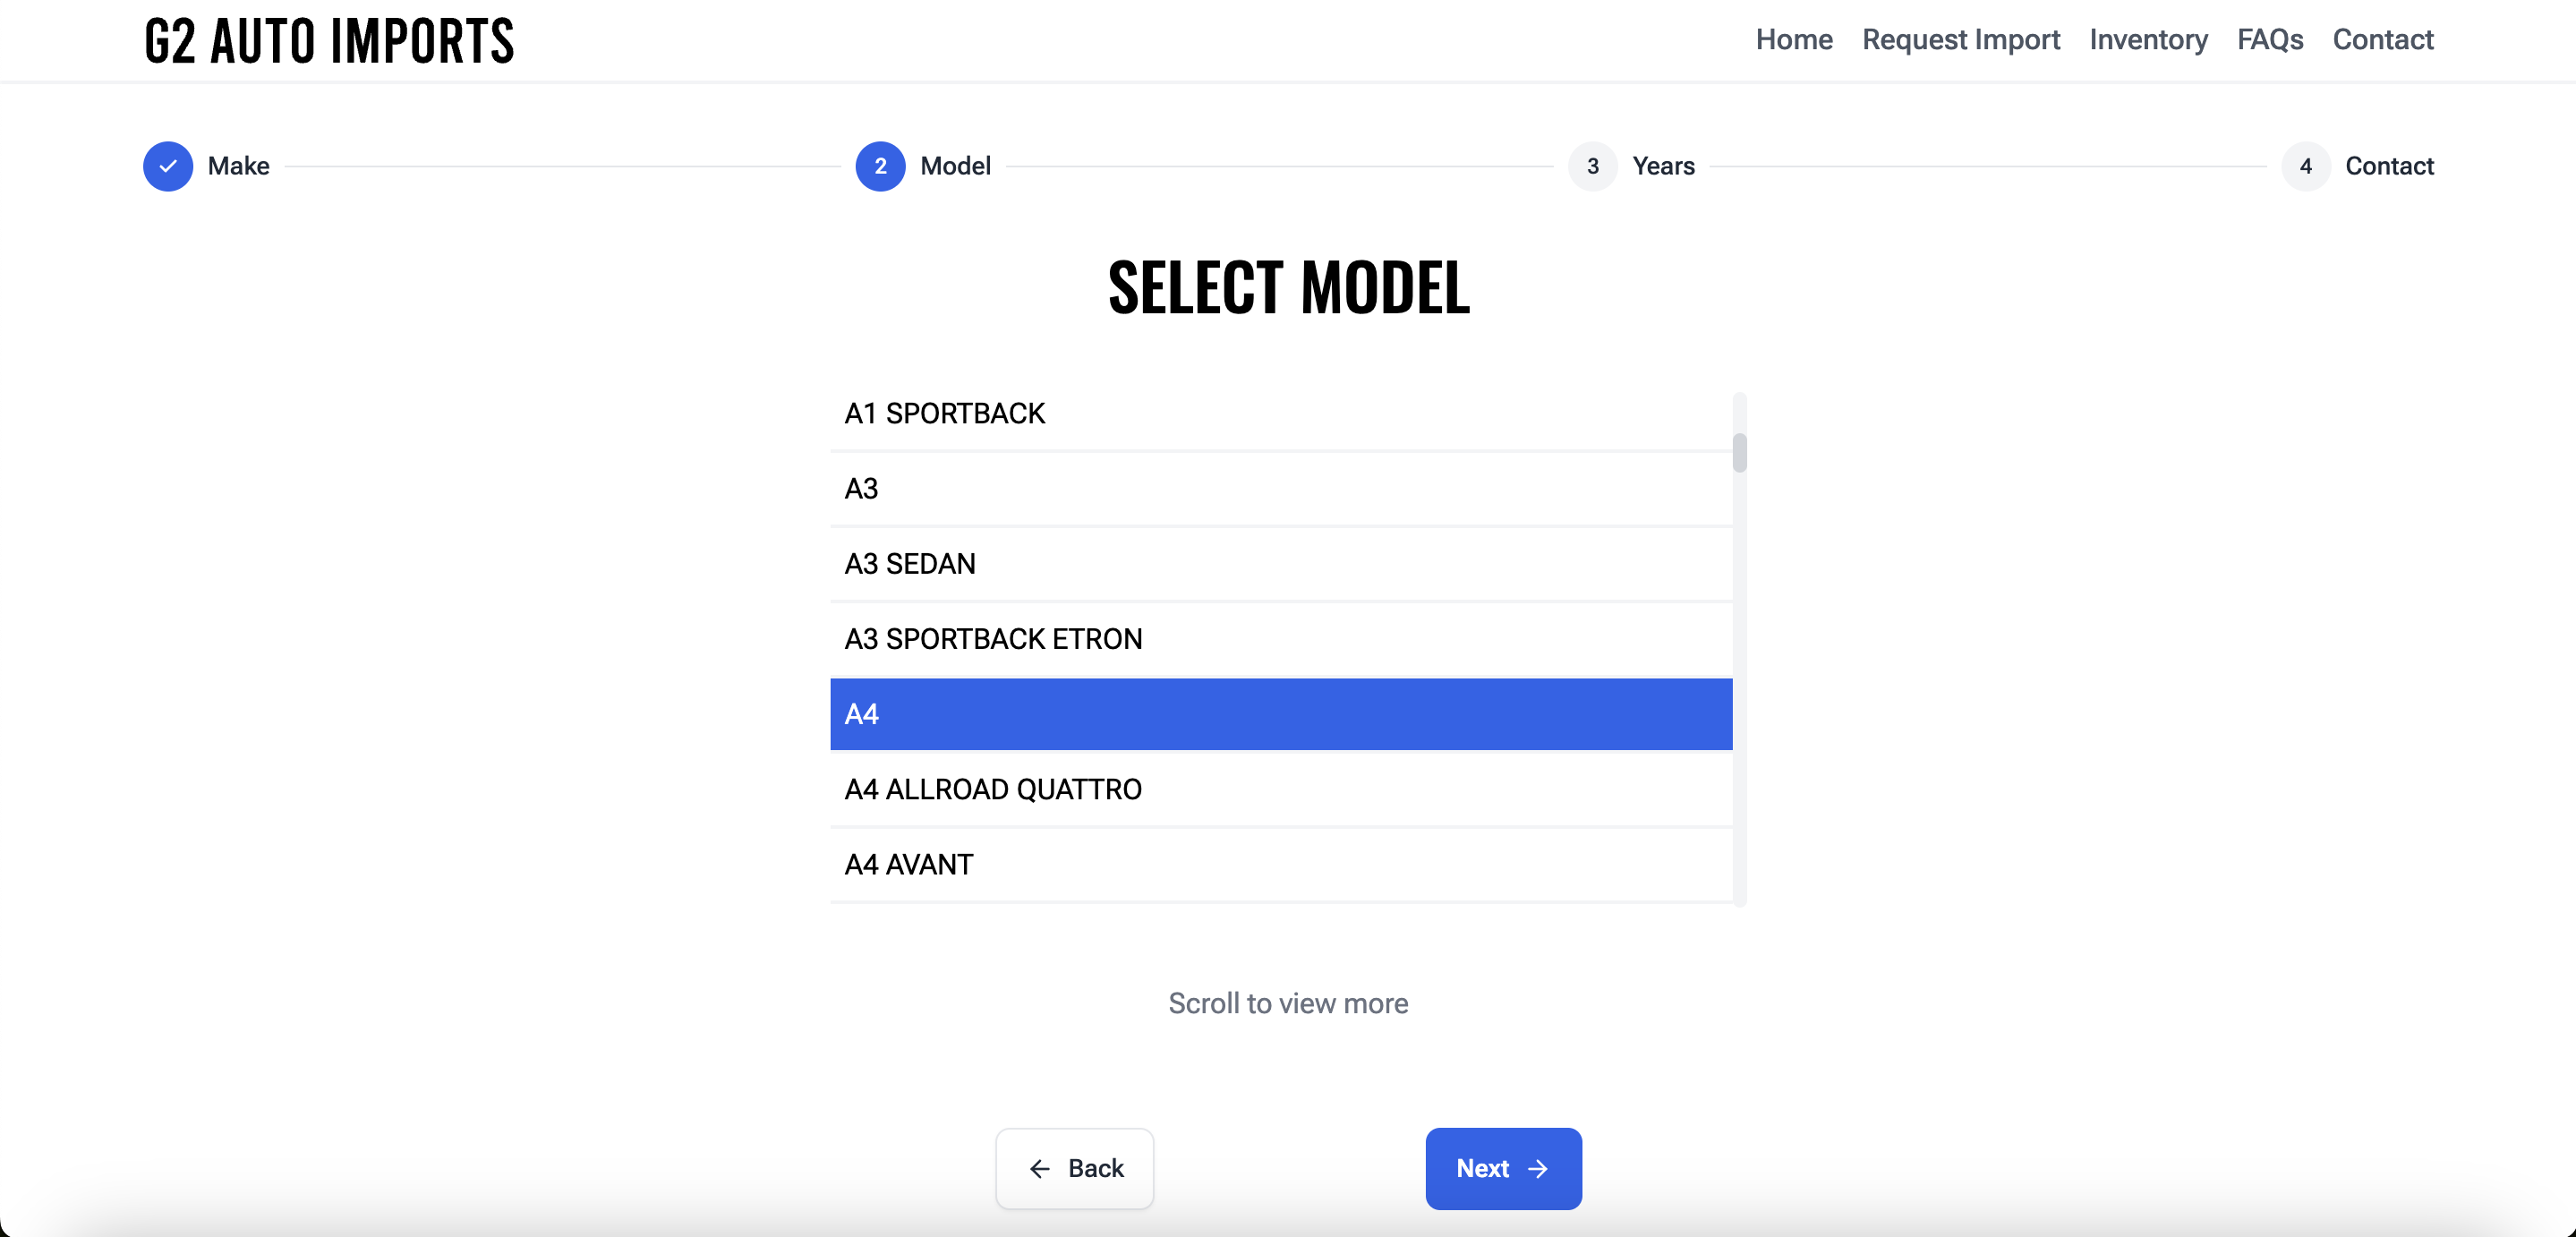 G2 AUTO IMPORTS
Home Request Import Inventory FAQs Contact
Make 2 Model 3 Years 4 Contact
SELECT MODEL
A1 SPORTBACK
A3
A3 SEDAN
A3 SPORTBACK ETRON
A4
A4 ALLROAD QUATTRO
A4 AVANT
Scroll to view more
Back Next